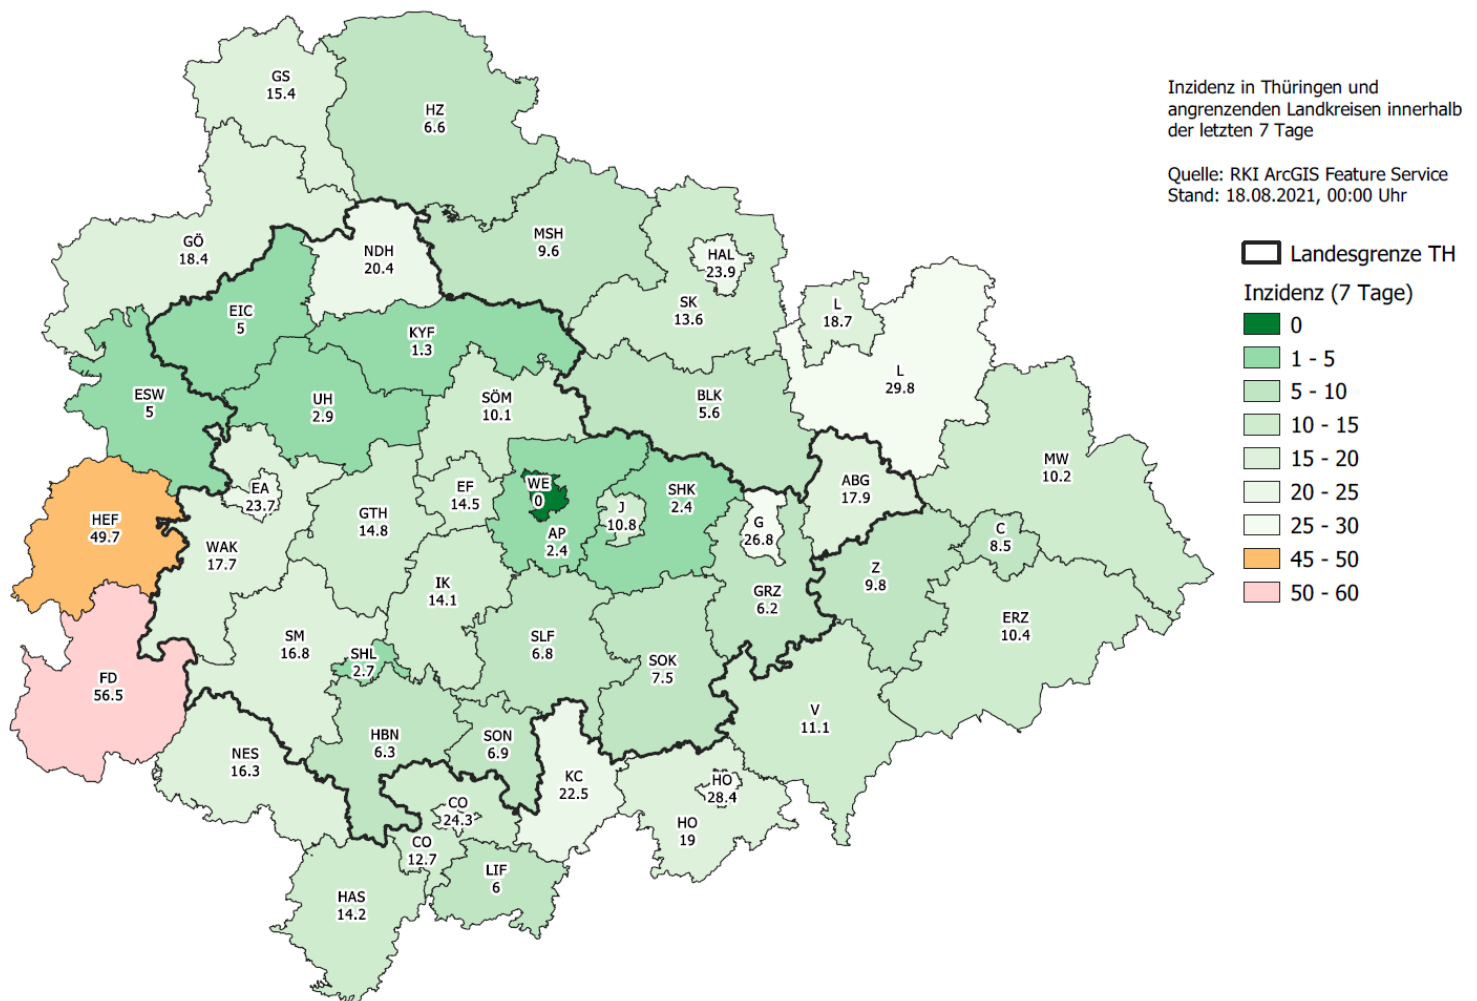 Inzidenz in Thüringen und
angrenzenden Landkreisen innerhalb
der letzten 7 Tage
Quelle: RKI ArcGIS Feature Service
Stand: 18.08.2021, 00:00 Uhr
Landesgrenze TH
Inzidenz (7 Tage)
0
1 - 5
5 - 10
10 - 15
15 - 20
20 - 25
25 - 30
45 - 50
50 - 60
GS
15.4
HZ
6.6
GÖ
18.4
NDH
20.4
MSH
9.6
HAL
23.9
SK
13.6
L
18.7
L
29.8
EIC
5
KYF
1.3
ESW
5
UH
2.9
SÖM
10.1
BLK
5.6
MW
10.2
HEF
49.7
EA
23.7
GTH
14.8
EF
14.5
WE
0
AP
2.4
J
10.8
SHK
2.4
G
26.8
ABG
17.9
C
8.5
WAK
17.7
IK
14.1
GRZ
6.2
Z
9.8
ERZ
10.4
FD
56.5
SM
16.8
SHL
2.7
SLF
6.8
SOK
7.5
V
11.1
NES
16.3
HBN
6.3
SON
6.9
KC
22.5
HO
28.4
HO
19
CO
24.3
CO
12.7
LIF
6
HAS
14.2